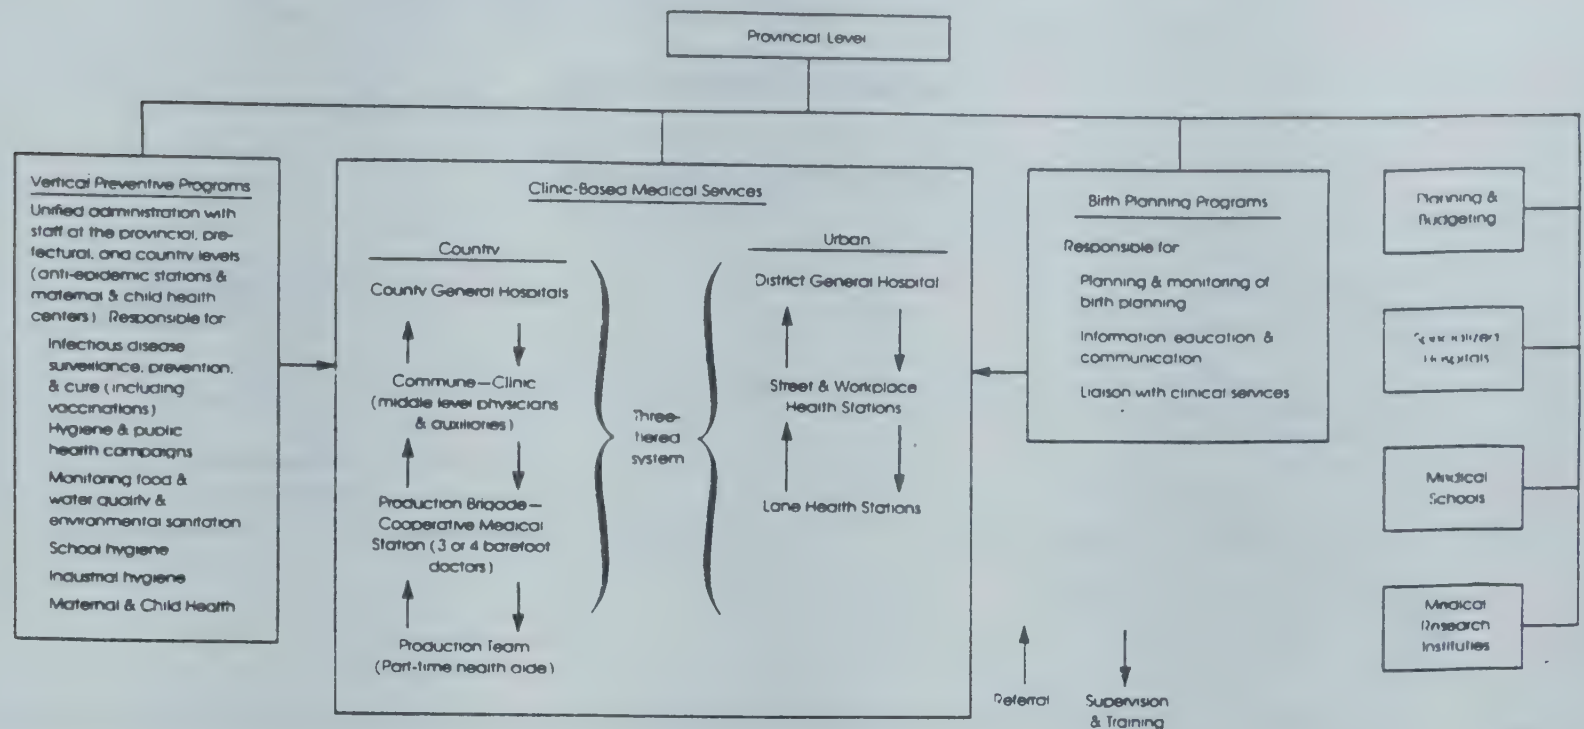 Provincial Level
Vertical Preventive Programs
Unified administration with
staff at the provincial, pre-
fectural, and country levels
(anti-epidemic stations &
maternal & child health
centers) Responsible for
Infectious disease
surveillance, prevention,
& cure (including
vaccinations)
Hygiene & public
health campaigns
Monitoring food &
water quality &
environmental sanitation
School hygiene
Industrial hygiene
Maternal & Child Health
Clinic-Based Medical Services
Country
County General Hospitals
Commune—Clinic
(middle level physicians
& auxiliaries)
Production Brigade—
Cooperative Medical
Station (3 or 4 barefoot
doctors)
Production Team
(Part-time health aide)
Three-
tiered
system
Urban
District General Hospital
Street & Workplace
Health Stations
Lane Health Stations
Birth Planning Programs
Responsible for
Planning & monitoring of
birth planning
Information education &
communication
Liaison with clinical services
Planning &
Budgeting
Hospitals
Medical
Schools
Medical
Research
Institutes
Referral
Supervision
& Training